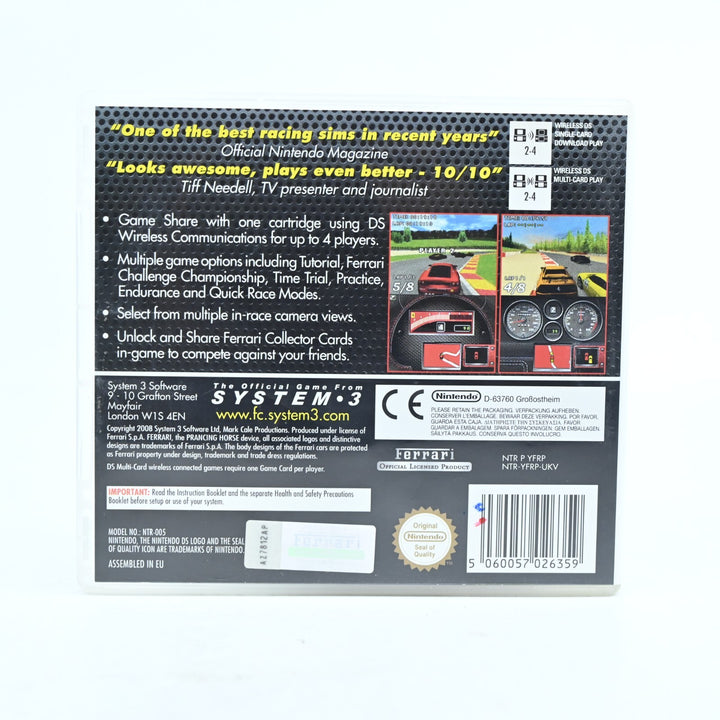 “One of the best racing sims in recent years”
Official Nintendo Magazine
“Looks awesome, plays even better - 10/10”
Tiff Needell, TV presenter and journalist
WIRELESS DS
SINGLE-CARD
DOWNLOAD PLAY
2-4
WIRELESS DS
MULTI-CARD PLAY
2-4
• Game Share with one cartridge using DS
Wireless Communications for up to 4 players.
• Multiple game options including Tutorial, Ferrari
Challenge Championship, Time Trial, Practice,
Endurance and Quick Race Modes.
• Select from multiple in-race camera views.
• Unlock and Share Ferrari Collector Cards
in-game to compete against your friends.
PLAYER 2
5/8
4/8
System 3 Software
9 - 10 Grafton Street
Mayfair
London W1S 4EN
The Official Game From
SYSTEM•3
www.fc.system3.com
Copyright 2008 System 3 Software Ltd, Mark Cale Productions. Produced under license of
Ferrari S.p.A. FERRARI, the PRANCING HORSE device, all associated logos and distinctive
designs are trademarks of Ferrari S.p.A. The body designs of the Ferrari cars are protected
as Ferrari property under design, trademark and trade dress regulations.
DS Multi-Card wireless connected games require one Game Card per player.
CE
Nintendo D-63760 Großostheim
PLEASE RETAIN THE PACKAGING. VERPACKUNG AUFHEBEN.
CONSERVER L'EMBALLAGE. BEWAAR DEZE VERPAKKING. POR FAVOR,
GUARDA ESTA CAJA. ΔΙΑΤΗΡΗΣΤΕ ΤΗΝ ΣΥΣΚΕΥΑΣΙΑ. POR FAVOR
GUARDAR A EMBALAGEM. SPARA FÖRPACKNINGEN. GEM EMBALLAGEN.
SÄILYTÄ PAKKAUS. CONSERVARE QUESTO INVOLUCRO.
Ferrari
OFFICIAL LICENSED PRODUCT
NTR P YFRP
NTR-YFRP-UKV
IMPORTANT: Read the Instruction Booklet and the separate Health and Safety Precautions
Booklet before setup or use of your system.
MODEL NO.: NTR-005
NINTENDO, THE NINTENDO DS LOGO AND THE SEAL
OF QUALITY ICON ARE TRADEMARKS OF NINTENDO.
ASSEMBLED IN EU
AZ7812AP
Ferrari
Original
Nintendo
Seal of
Quality
TM
5 060057 026359